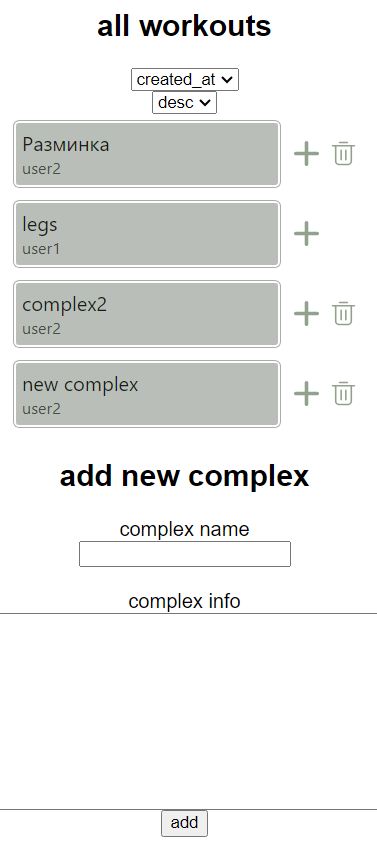 all workouts
created_at
desc
Разминка
user2
legs
user1
complex2
user2
new complex
user2
add new complex
complex name
complex info
add